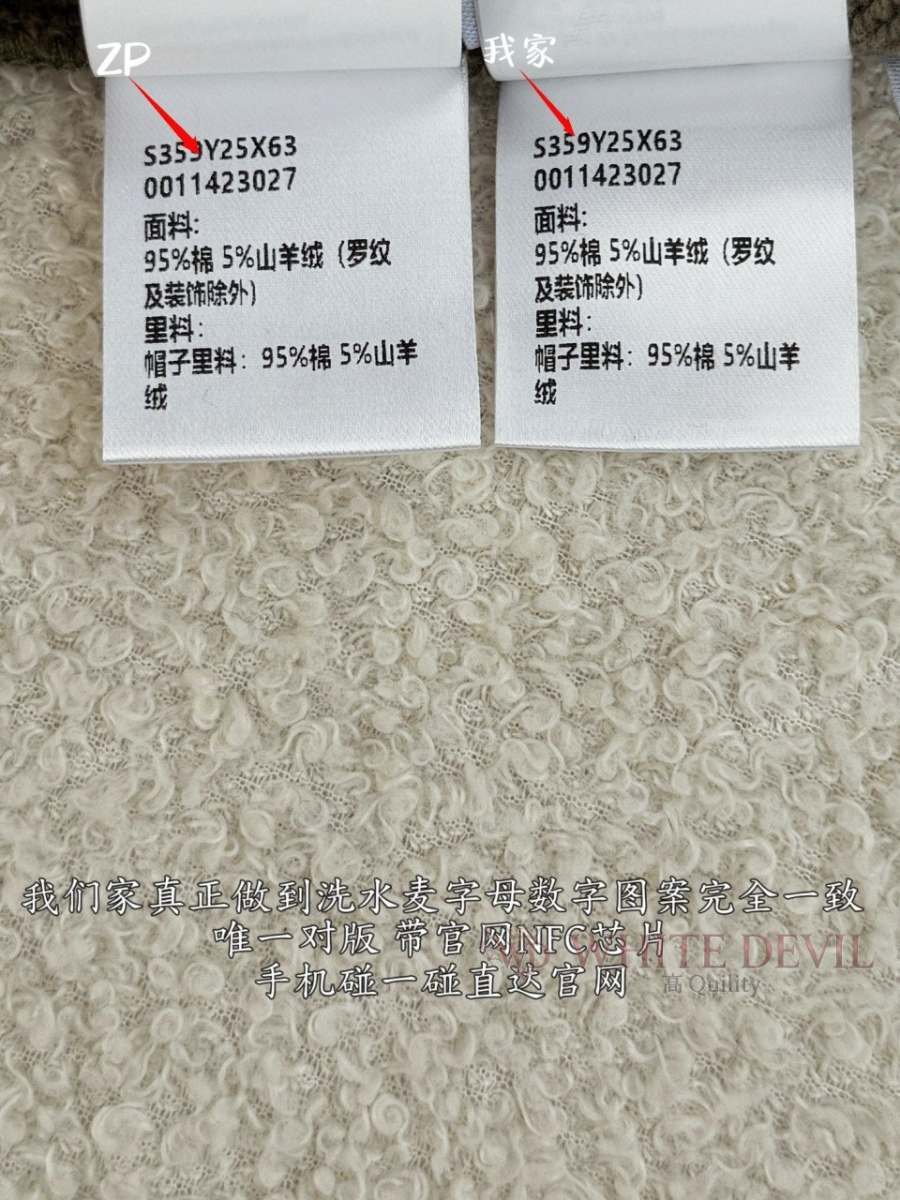 ZP
我家
S359Y25X63
0011423027
面料:
95%棉 5%山羊绒（罗纹
及装饰除外）
里料:
帽子里料: 95%棉 5%山羊
绒
S359Y25X63
0011423027
面料:
95%棉 5%山羊绒（罗纹
及装饰除外）
里料:
帽子里料: 95%棉 5%山羊
绒
我们家真正做到洗水麦字母数字图案完全一致
唯一对版 带官网NFC芯片
手机碰一碰直达官网
WHITE DEVIL
高 Quility